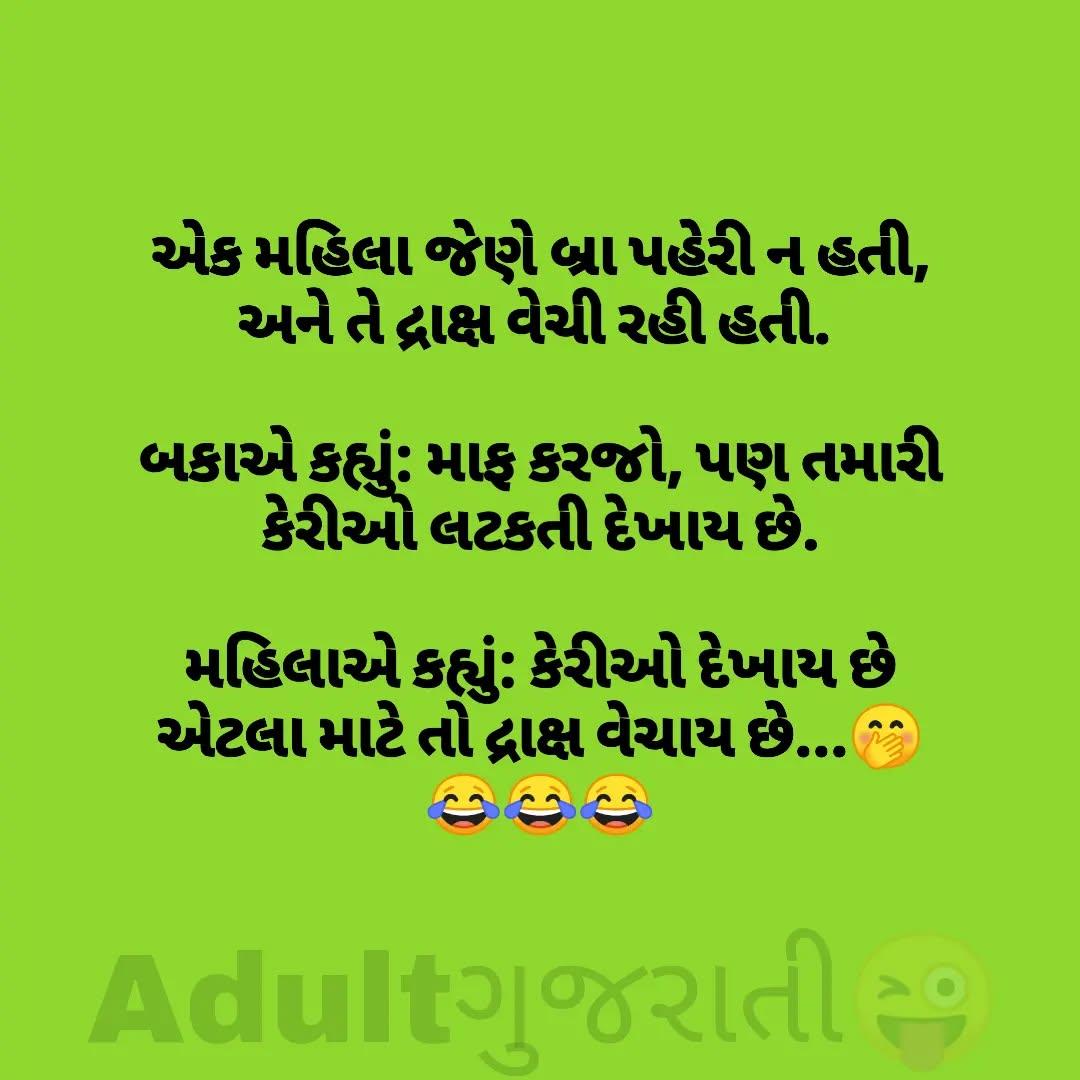 એક મહિલા જેણે બ્રા પહેરી ન હતી,
અને તે દ્રાક્ષ વેચી રહી હતી.
બકાએ કહ્યું: માફ કરજો, પણ તમારી
કેરીઓ લટકતી દેખાય છે.
મહિલાએ કહ્યું: કેરીઓ દેખાય છે
એટલા માટે તો દ્રાક્ષ વેચાય છે...🤭
😂😂😂
Adultગુજરાતી😜